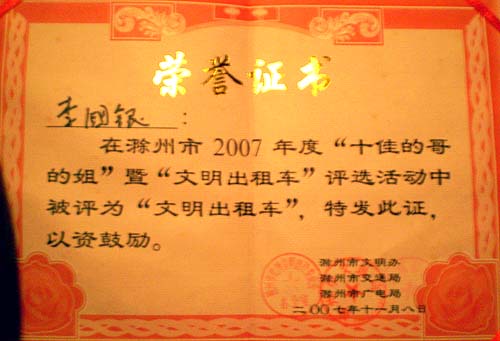 荣誉证书
李国银：
在滁州市2007年度“十佳的哥
的姐”暨“文明出租车”评选活动中
被评为“文明出租车”，特发此证，
以资鼓励。
滁州市文明办
滁州市交通局
滁州市广电局
二〇〇七年十一月八日